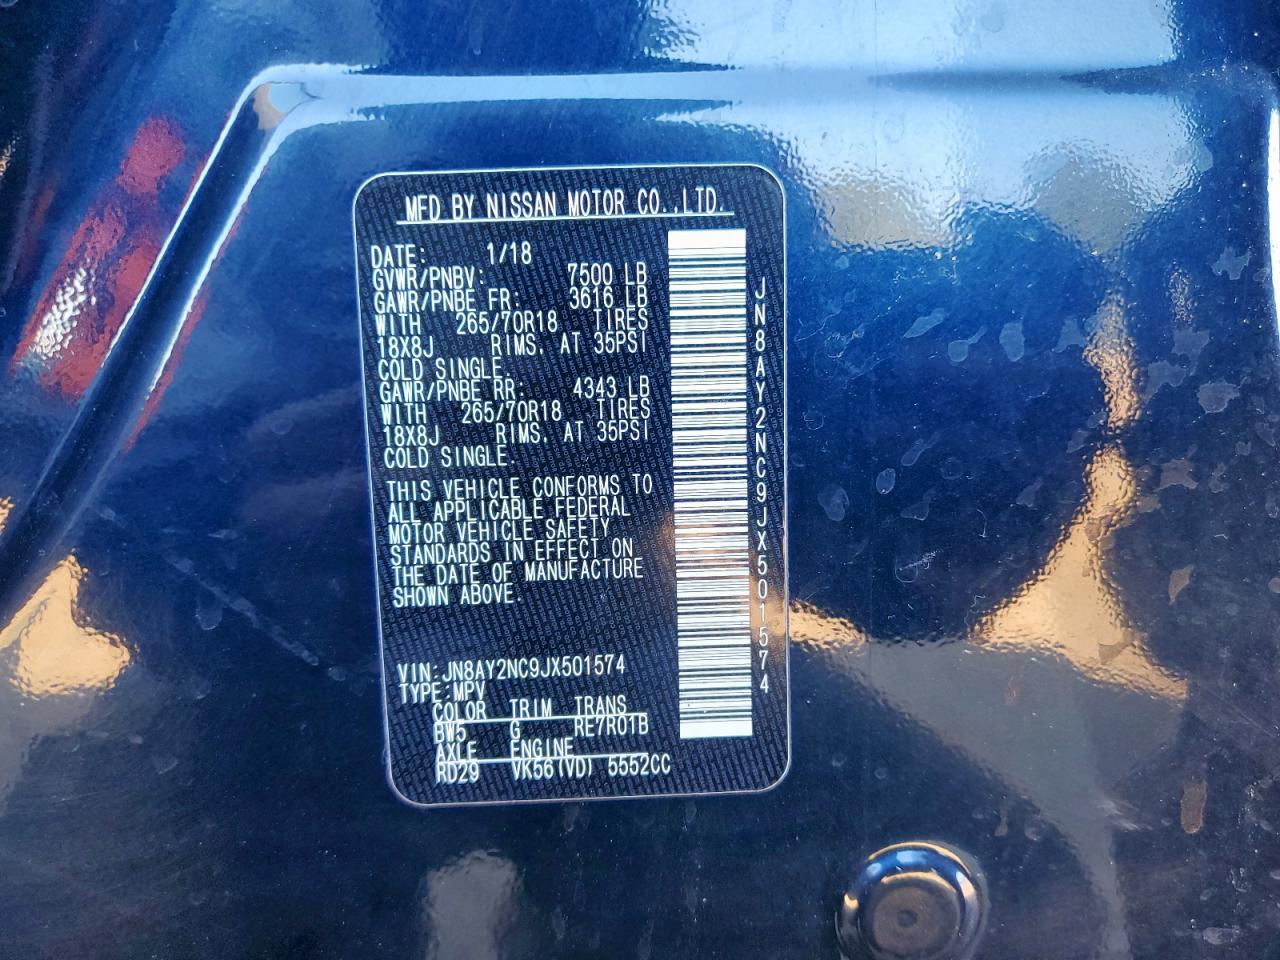 MFD BY NISSAN MOTOR CO.,LTD.
DATE: 1/18
GVWR/PNBV: 7500 LB
GAWR/PNBE FR: 3616 LB
WITH 265/70R18 TIRES
18X8J RIMS. AT 35PSI
COLD SINGLE.
GAWR/PNBE RR: 4343 LB
WITH 265/70R18 TIRES
18X8J RIMS. AT 35PSI
COLD SINGLE.
THIS VEHICLE CONFORMS TO
ALL APPLICABLE FEDERAL
MOTOR VEHICLE SAFETY
STANDARDS IN EFFECT ON
THE DATE OF MANUFACTURE
SHOWN ABOVE.
VIN:JN8AY2NC9JX501574
TYPE:MPV
COLOR TRIM TRANS
BW5 G RE7R01B
AXLE ENGINE
RD29 VK56(VD) 5552CC
JN8AY2NC9JX501574